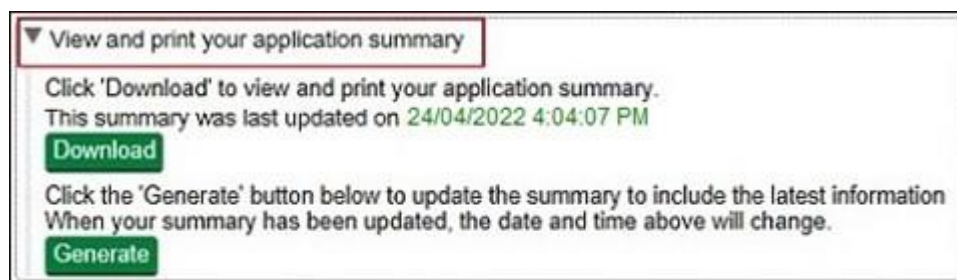 View and print your application summary
Click 'Download' to view and print your application summary.
This summary was last updated on 24/04/2022 4:04:07 PM
Download
Click the 'Generate' button below to update the summary to include the latest information
When your summary has been updated, the date and time above will change.
Generate